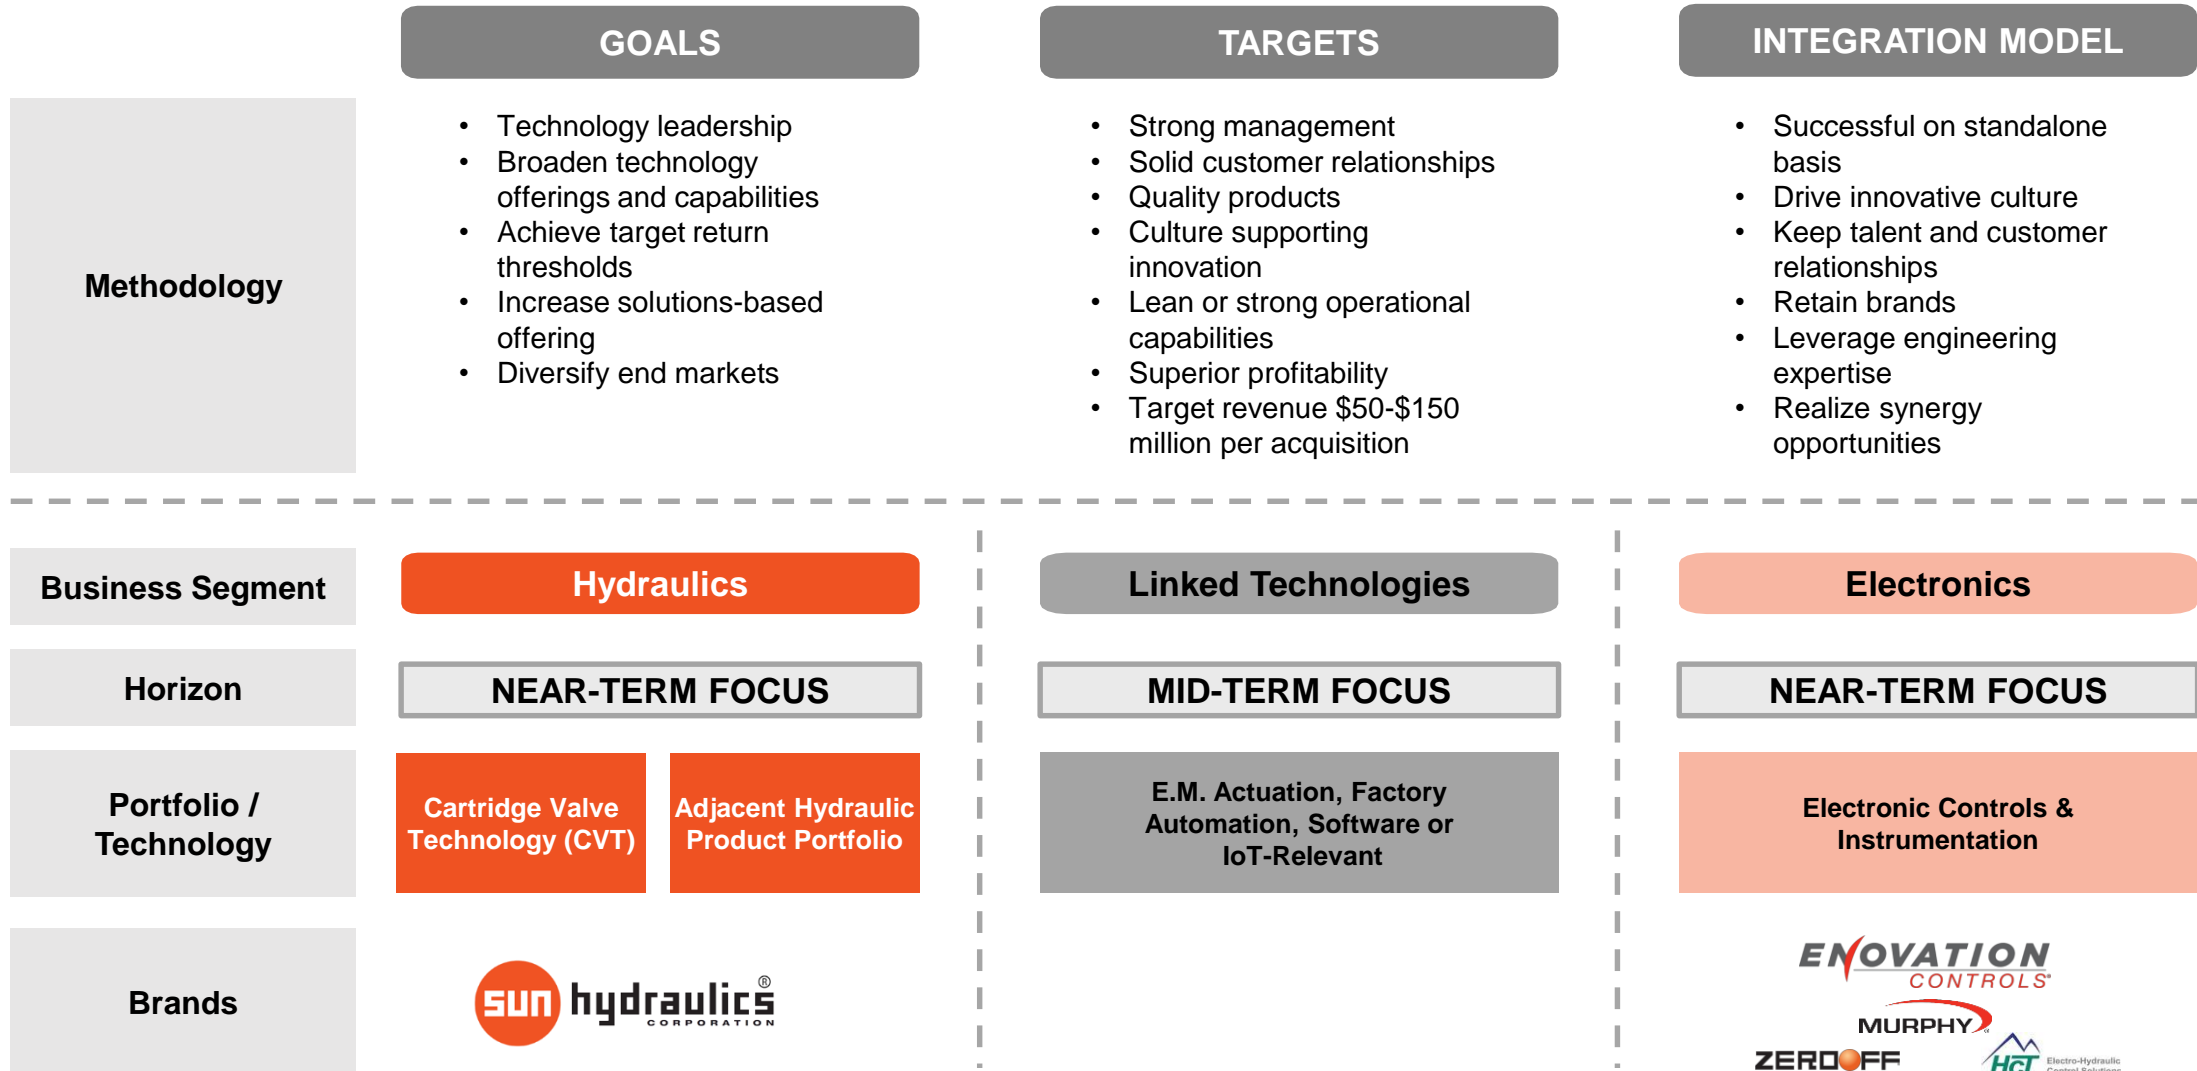 GOALS
TARGETS
INTEGRATION MODEL
Methodology
• Technology leadership
• Broaden technology
offerings and capabilities
• Achieve target return
thresholds
• Increase solutions-based
offering
• Diversify end markets
• Strong management
• Solid customer relationships
• Quality products
• Culture supporting
innovation
• Lean or strong operational
capabilities
• Superior profitability
• Target revenue $50-$150
million per acquisition
• Successful on standalone
basis
• Drive innovative culture
• Keep talent and customer
relationships
• Retain brands
• Leverage engineering
expertise
• Realize synergy
opportunities
Business Segment
Hydraulics
Linked Technologies
Electronics
Horizon
NEAR-TERM FOCUS
MID-TERM FOCUS
NEAR-TERM FOCUS
Portfolio /
Technology
Cartridge Valve
Technology (CVT)
Adjacent Hydraulic
Product Portfolio
E.M. Actuation, Factory
Automation, Software or
IoT-Relevant
Electronic Controls &
Instrumentation
Brands
sun hydraulics®
CORPORATION
ENOVATION
CONTROLS
MURPHY
ZEROOFF
HCT
Electro-Hydraulic
Control Solutions